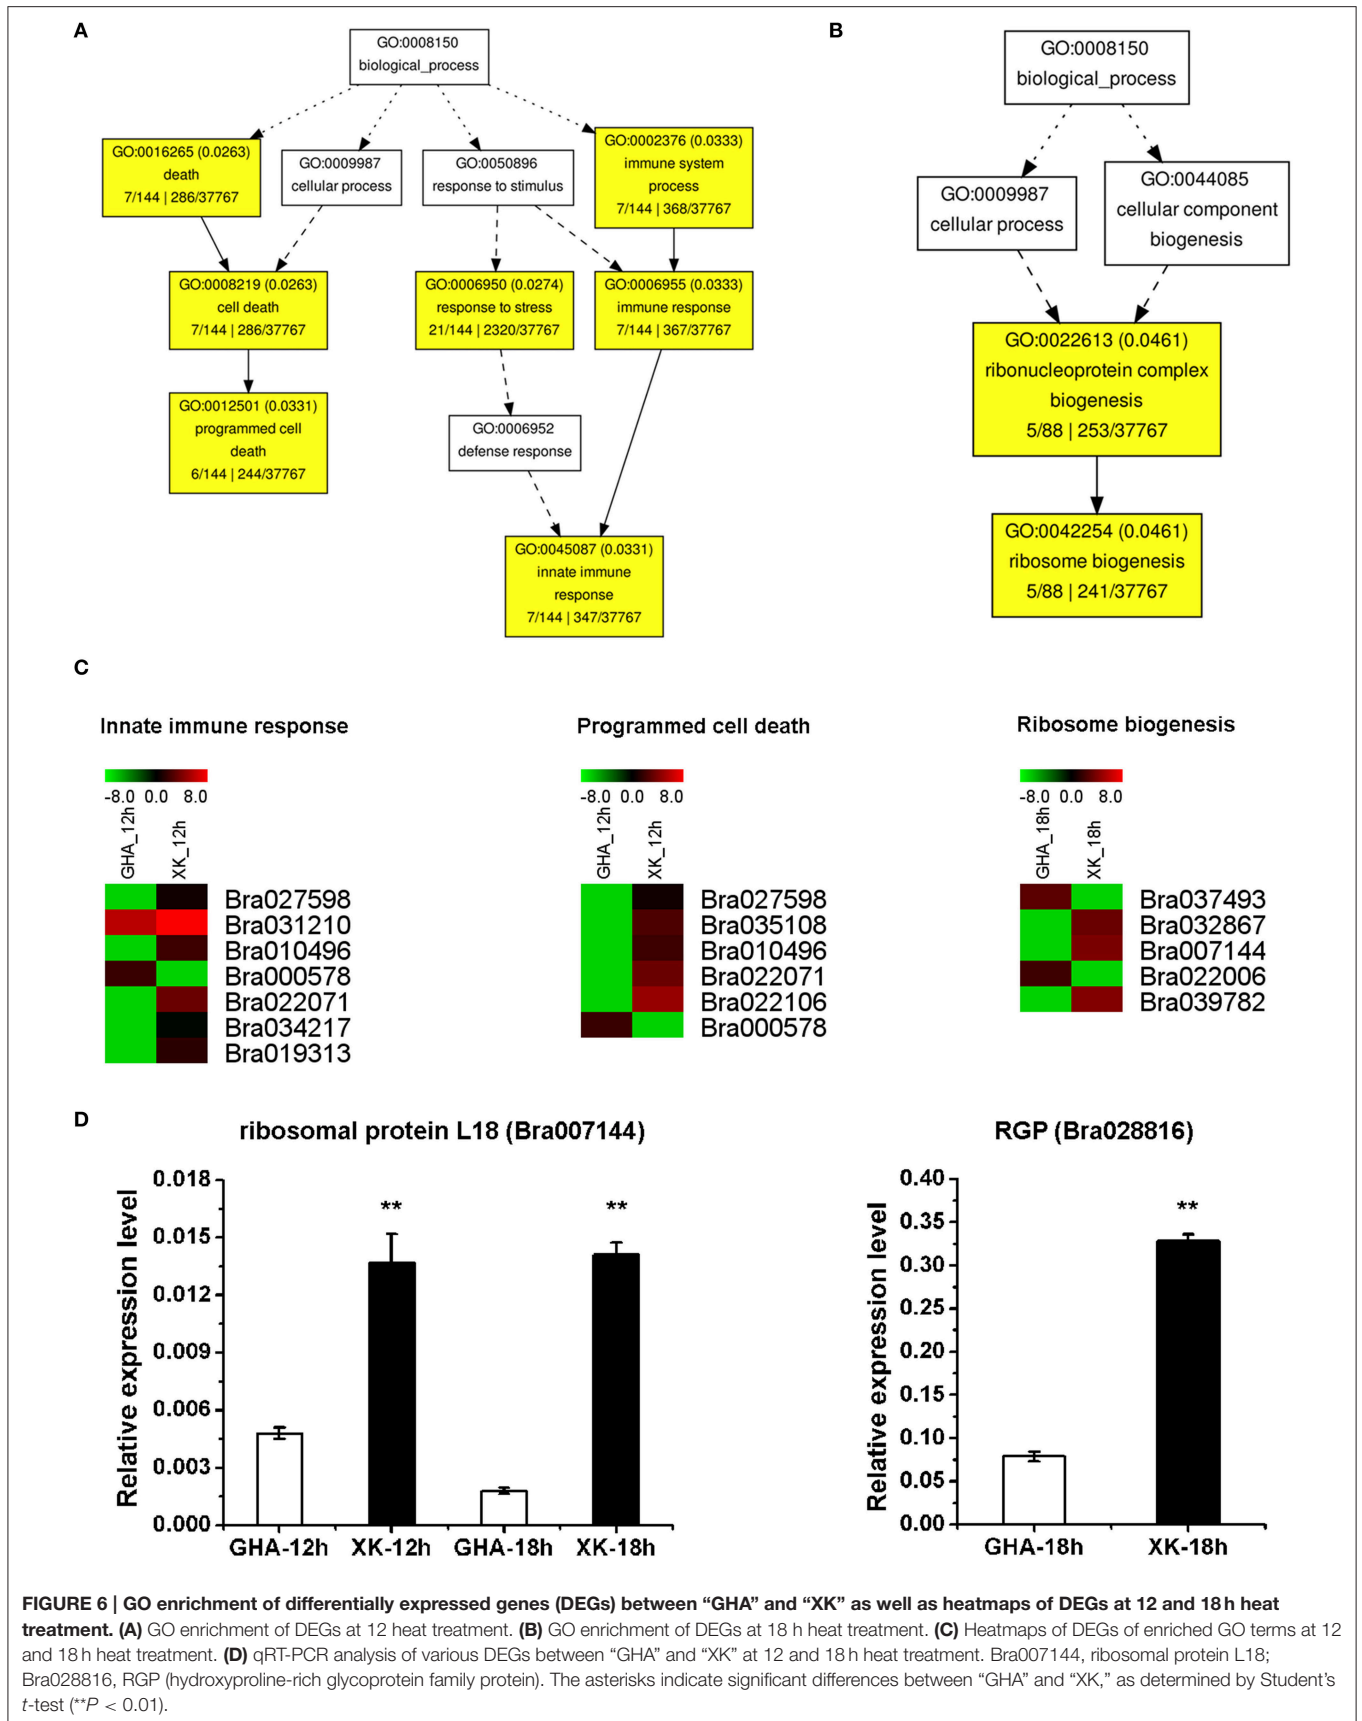 A
GO:0008150
biological_process
GO:0016265 (0.0263)
death
7/144 | 286/37767
GO:0009987
cellular process
GO:0050896
response to stimulus
GO:0002376 (0.0333)
immune system
process
7/144 | 368/37767
GO:0008219 (0.0263)
cell death
7/144 | 286/37767
GO:0006950 (0.0274)
response to stress
21/144 | 2320/37767
GO:0006955 (0.0333)
immune response
7/144 | 367/37767
GO:0012501 (0.0331)
programmed cell
death
6/144 | 244/37767
GO:0006952
defense response
GO:0045087 (0.0331)
innate immune
response
7/144 | 347/37767
B
GO:0008150
biological_process
GO:0009987
cellular process
GO:0044085
cellular component
biogenesis
GO:0022613 (0.0461)
ribonucleoprotein complex
biogenesis
5/88 | 253/37767
GO:0042254 (0.0461)
ribosome biogenesis
5/88 | 241/37767
C
Innate immune response
-8.0 0.0 8.0
GHA_12h
XK_12h
Bra027598
Bra031210
Bra010496
Bra000578
Bra022071
Bra034217
Bra019313
Programmed cell death
-8.0 0.0 8.0
GHA_12h
XK_12h
Bra027598
Bra035108
Bra010496
Bra022071
Bra022106
Bra000578
Ribosome biogenesis
-8.0 0.0 8.0
GHA_18h
XK_18h
Bra037493
Bra032867
Bra007144
Bra022006
Bra039782
D
ribosomal protein L18 (Bra007144)
Relative expression level
0.018
0.015
0.012
0.009
0.006
0.003
0.000
**
**
GHA-12h XK-12h GHA-18h XK-18h
RGP (Bra028816)
Relative expression level
0.40
0.35
0.30
0.25
0.20
0.15
0.10
0.05
0.00
**
GHA-18h XK-18h
FIGURE 6 | GO enrichment of differentially expressed genes (DEGs) between “GHA” and “XK” as well as heatmaps of DEGs at 12 and 18 h heat
treatment. (A) GO enrichment of DEGs at 12 heat treatment. (B) GO enrichment of DEGs at 18 h heat treatment. (C) Heatmaps of DEGs of enriched GO terms at 12
and 18 h heat treatment. (D) qRT-PCR analysis of various DEGs between “GHA” and “XK” at 12 and 18 h heat treatment. Bra007144, ribosomal protein L18;
Bra028816, RGP (hydroxyproline-rich glycoprotein family protein). The asterisks indicate significant differences between “GHA” and “XK,” as determined by Student’s
t-test (**P < 0.01).